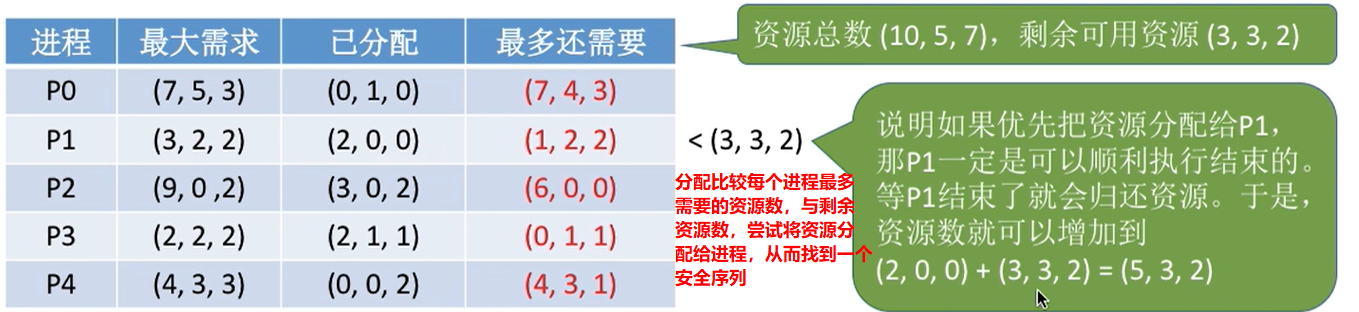 进程 最大需求 已分配 最多还需要
P0 (7, 5, 3) (0, 1, 0) (7, 4, 3)
P1 (3, 2, 2) (2, 0, 0) (1, 2, 2)
P2 (9, 0 ,2) (3, 0, 2) (6, 0, 0)
P3 (2, 2, 2) (2, 1, 1) (0, 1, 1)
P4 (4, 3, 3) (0, 0, 2) (4, 3, 1)
资源总数 (10, 5, 7)，剩余可用资源 (3, 3, 2)
< (3, 3, 2)
说明如果优先把资源分配给P1，
那P1一定是可以顺利执行结束的。
等P1结束了就会归还资源。于是，
资源数就可以增加到
(2, 0, 0) + (3, 3, 2) = (5, 3, 2)
分配比较每个进程最多
需要的资源数，与剩余
资源数，尝试将资源分
配给进程，从而找到一个
安全序列